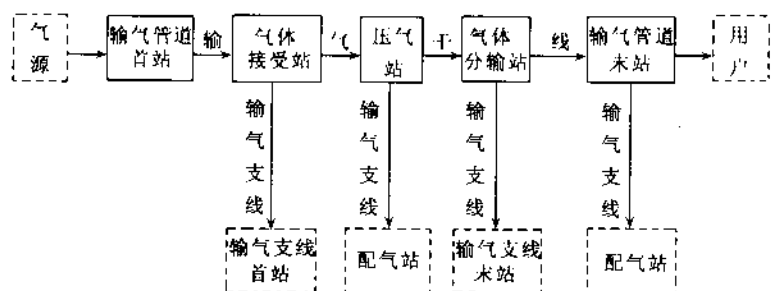 气源
输气管道首站
输
气体接受站
气
压气站
干
气体分输站
线
输气管道末站
用户
输气支线
输气支线
输气支线
输气支线
输气支线首站
配气站
输气支线末站
配气站